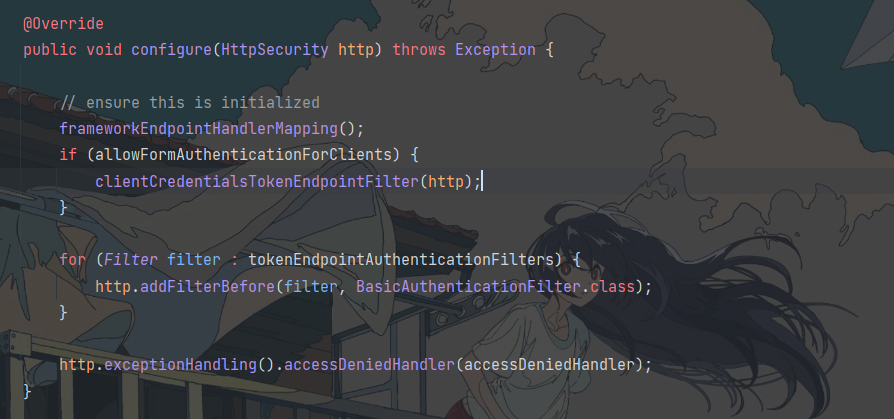 @Override
public void configure(HttpSecurity http) throws Exception {
// ensure this is initialized
frameworkEndpointHandlerMapping();
if (allowFormAuthenticationForClients) {
clientCredentialsTokenEndpointFilter(http);
}
for (Filter filter : tokenEndpointAuthenticationFilters) {
http.addFilterBefore(filter, BasicAuthenticationFilter.class);
}
http.exceptionHandling().accessDeniedHandler(accessDeniedHandler);
}